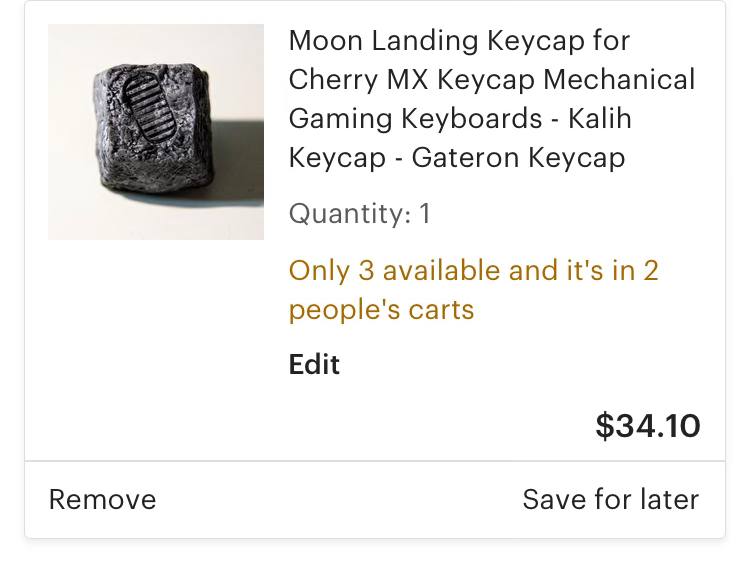 Moon Landing Keycap for
Cherry MX Keycap Mechanical
Gaming Keyboards - Kalih
Keycap - Gateron Keycap
Quantity: 1
Only 3 available and it's in 2
people's carts
Edit
$34.10
Remove
Save for later